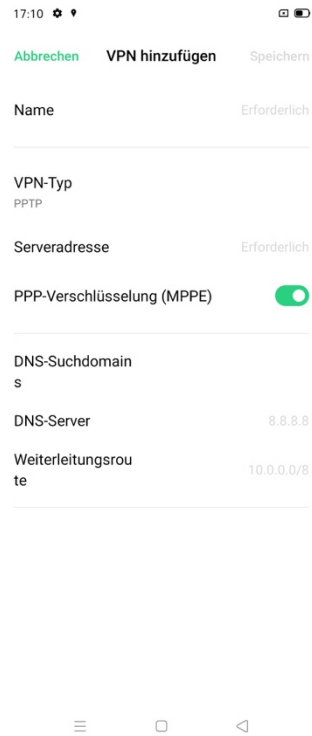 17:10
Abbrechen VPN hinzufügen Speichern
Name Erforderlich
VPN-Typ
PPTP
Serveradresse Erforderlich
PPP-Verschlüsselung (MPPE)
DNS-Suchdomain
s
DNS-Server 8.8.8.8
Weiterleitungsrou
te 10.0.0.0/8